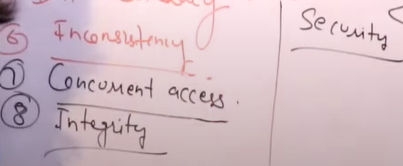 ⑥ Inconsistency.
⑦ Concurrent access.
⑧ Integrity
Security